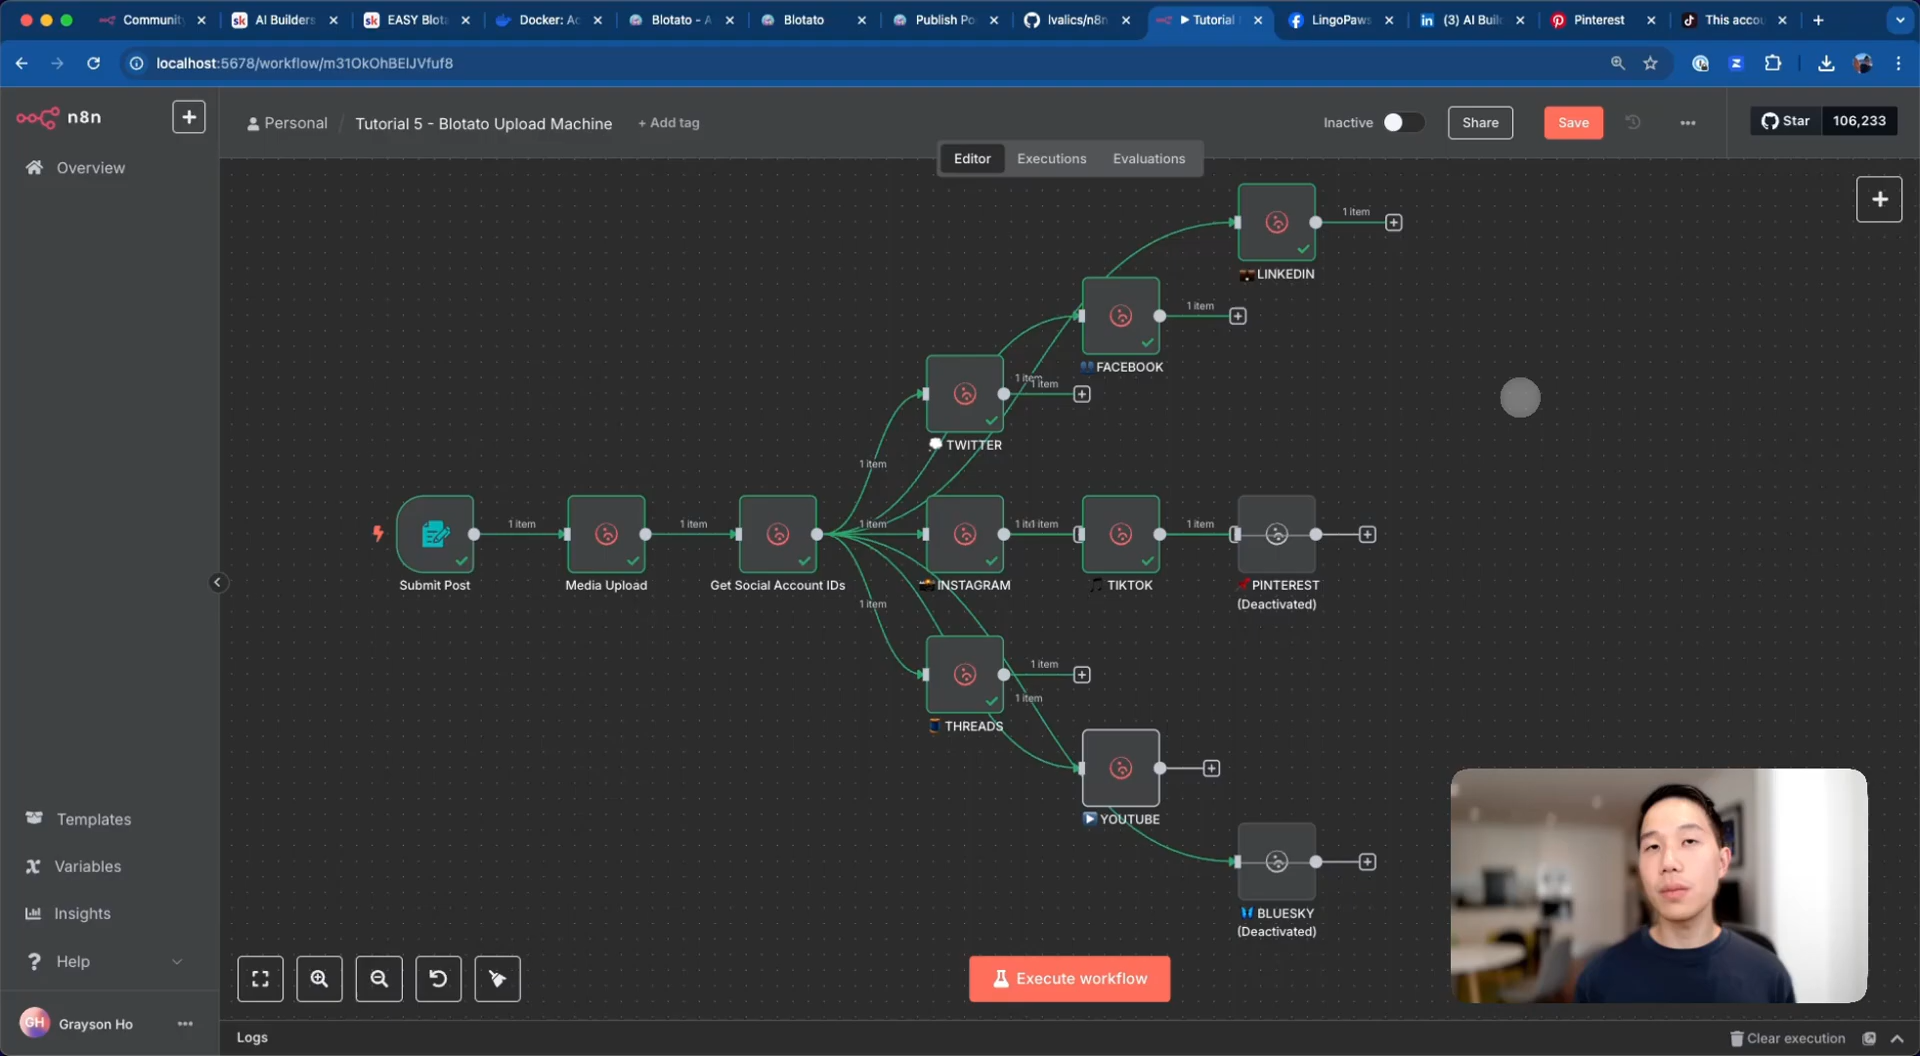 Community
AI Builders
EASY Blota
Docker: Ac
Blotato - A
Blotato
Publish Po
lvalics/n8n
Tutorial
LingoPaws
(3) AI Buil
Pinterest
This accou
localhost:5678/workflow/m31OkOhBEIJVfuf8
n8n
Personal / Tutorial 5 - Blotato Upload Machine + Add tag
Inactive
Share
Save
Star 106,233
Editor Executions Evaluations
Overview
1 item
LINKEDIN
1 item
FACEBOOK
1 item
1 item
TWITTER
1 item
1 item
1 item
1 item
1 item
1 item
Submit Post
Media Upload
Get Social Account IDs
INSTAGRAM
TIKTOK
PINTEREST
(Deactivated)
1 item
1 item
1 item
THREADS
YOUTUBE
BLUESKY
(Deactivated)
Templates
Variables
Insights
Help
GH Grayson Ho
Execute workflow
Logs
Clear execution